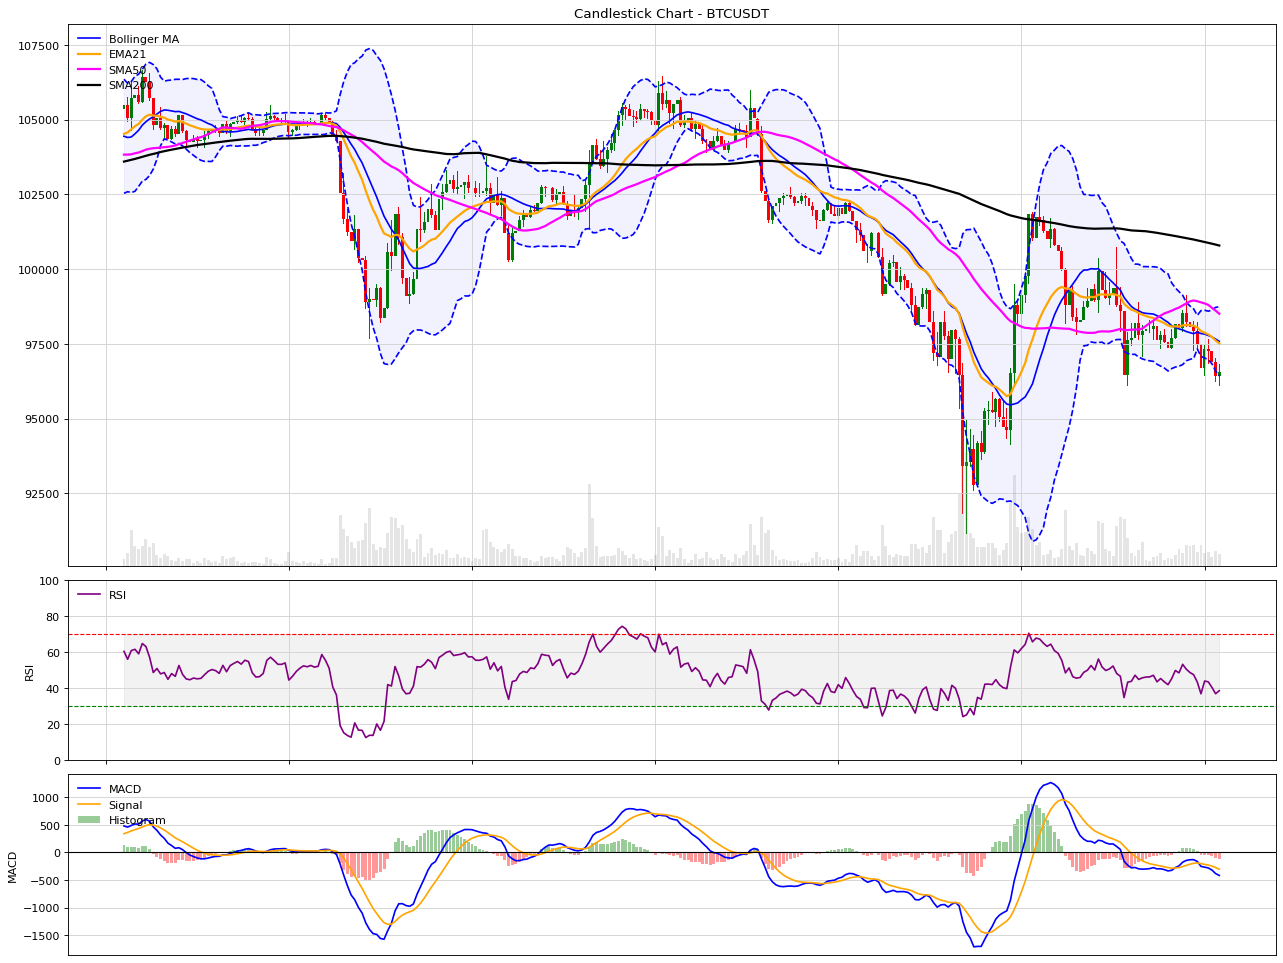 Candlestick Chart - BTCUSDT
107500
105000
102500
100000
97500
95000
92500
Bollinger MA
EMA21
SMA50
SMA200
100
80
60
40
20
0
RSI
RSI
1000
500
0
−500
−1000
−1500
MACD
MACD
Signal
Histogram